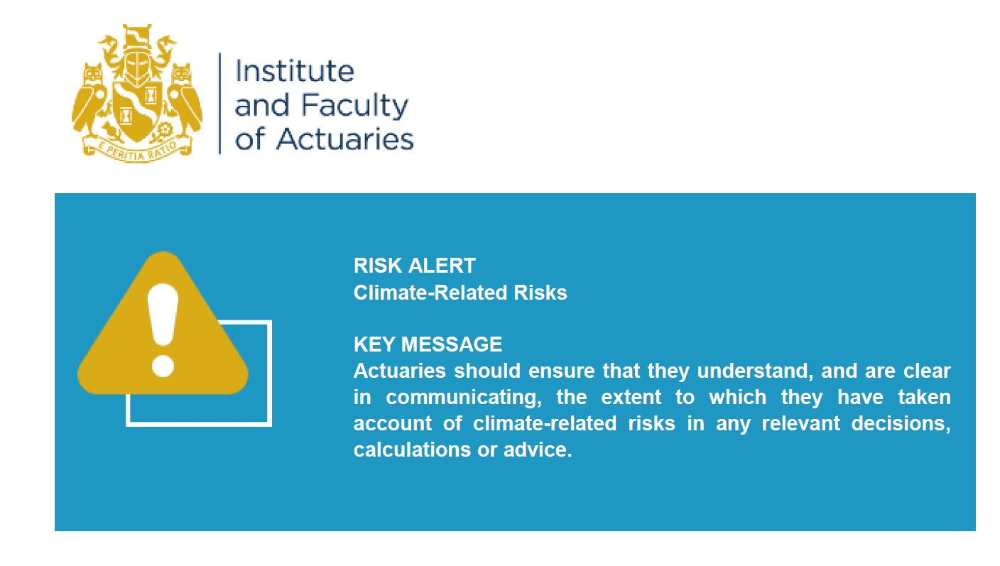 E PERITIA RATIO
Institute
and Faculty
of Actuaries
RISK ALERT
Climate-Related Risks
KEY MESSAGE
Actuaries should ensure that they understand, and are clear
in communicating, the extent to which they have taken
account of climate-related risks in any relevant decisions,
calculations or advice.